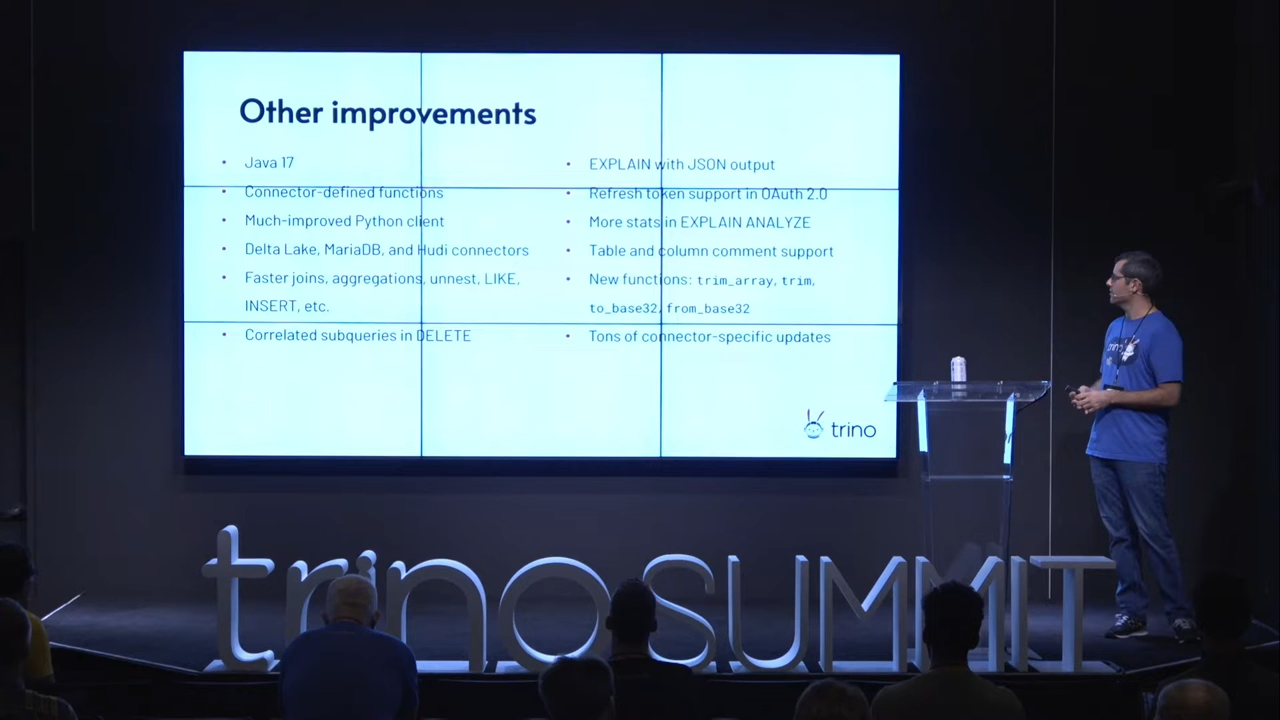 Other improvements
• Java 17
• Connector-defined functions
• Much-improved Python client
• Delta Lake, MariaDB, and Hudi connectors
• Faster joins, aggregations, unnest, LIKE,
INSERT, etc.
• Correlated subqueries in DELETE
• EXPLAIN with JSON output
• Refresh token support in OAuth 2.0
• More stats in EXPLAIN ANALYZE
• Table and column comment support
• New functions: trim_array, trim,
to_base32, from_base32
• Tons of connector-specific updates
trino
trino
trino SUMMIT